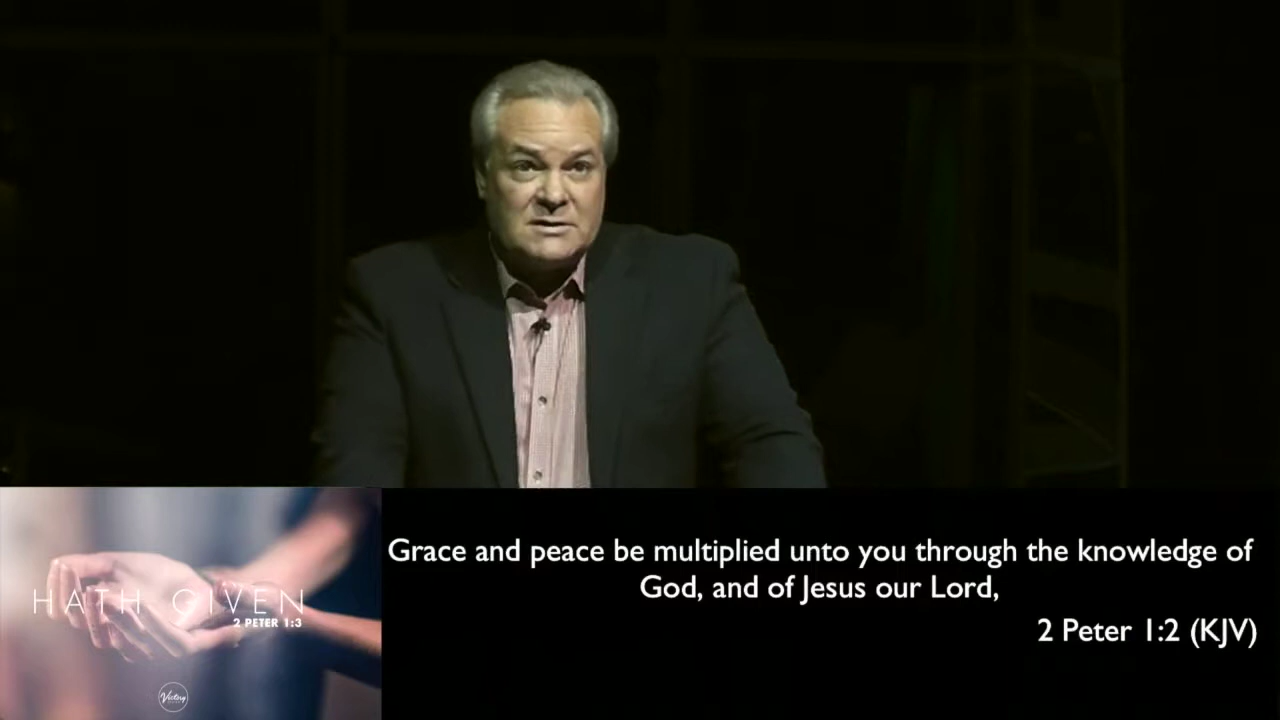 HATH GIVEN
2 PETER 1:3
Victory
Grace and peace be multiplied unto you through the knowledge of
God, and of Jesus our Lord,
2 Peter 1:2 (KJV)